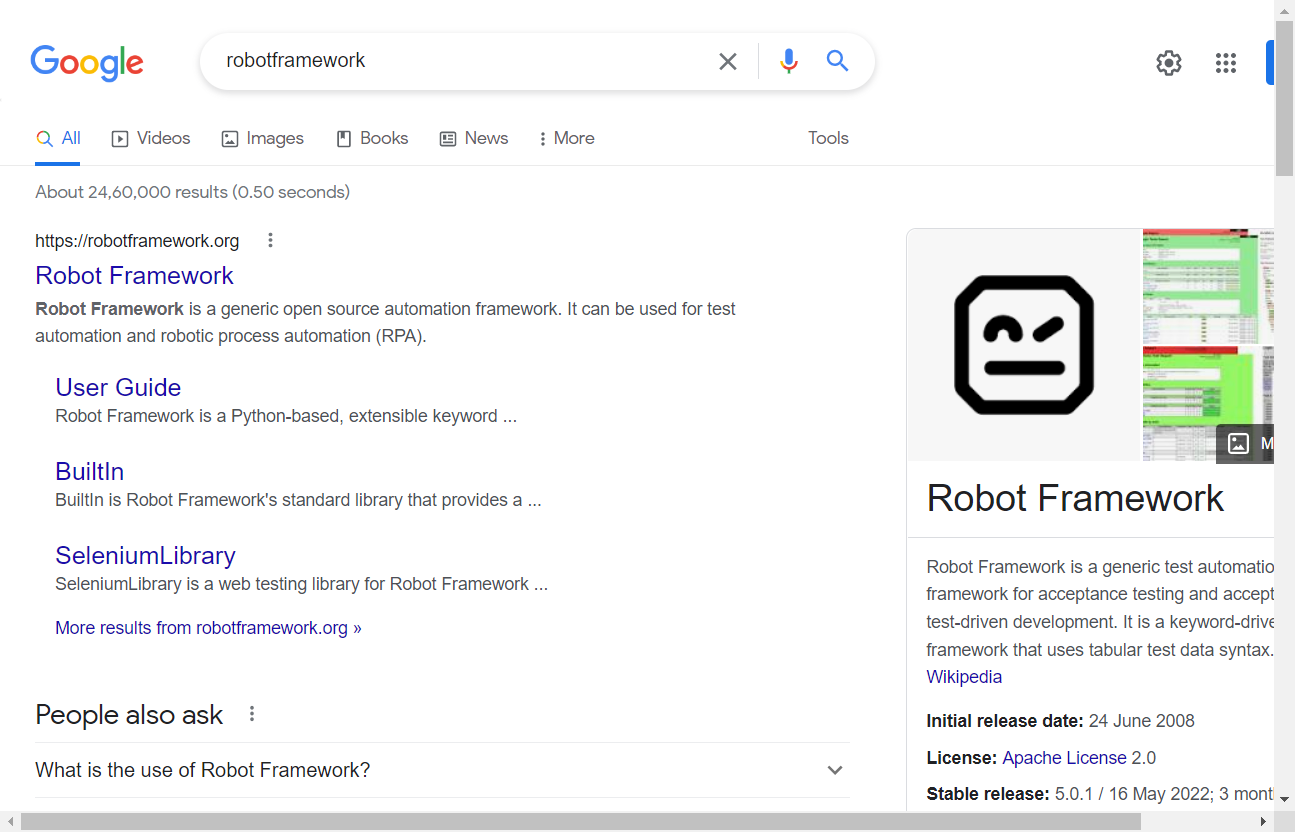 Google
robotframework
All
Videos
Images
Books
News
More
Tools
About 24,60,000 results (0.50 seconds)
https://robotframework.org
Robot Framework
Robot Framework is a generic open source automation framework. It can be used for test
automation and robotic process automation (RPA).
User Guide
Robot Framework is a Python-based, extensible keyword ...
BuiltIn
BuiltIn is Robot Framework's standard library that provides a ...
SeleniumLibrary
SeleniumLibrary is a web testing library for Robot Framework ...
More results from robotframework.org »
People also ask
What is the use of Robot Framework?
M
Robot Framework
Robot Framework is a generic test automatio
framework for acceptance testing and accept
test-driven development. It is a keyword-drive
framework that uses tabular test data syntax.
Wikipedia
Initial release date: 24 June 2008
License: Apache License 2.0
Stable release: 5.0.1 / 16 May 2022; 3 mont